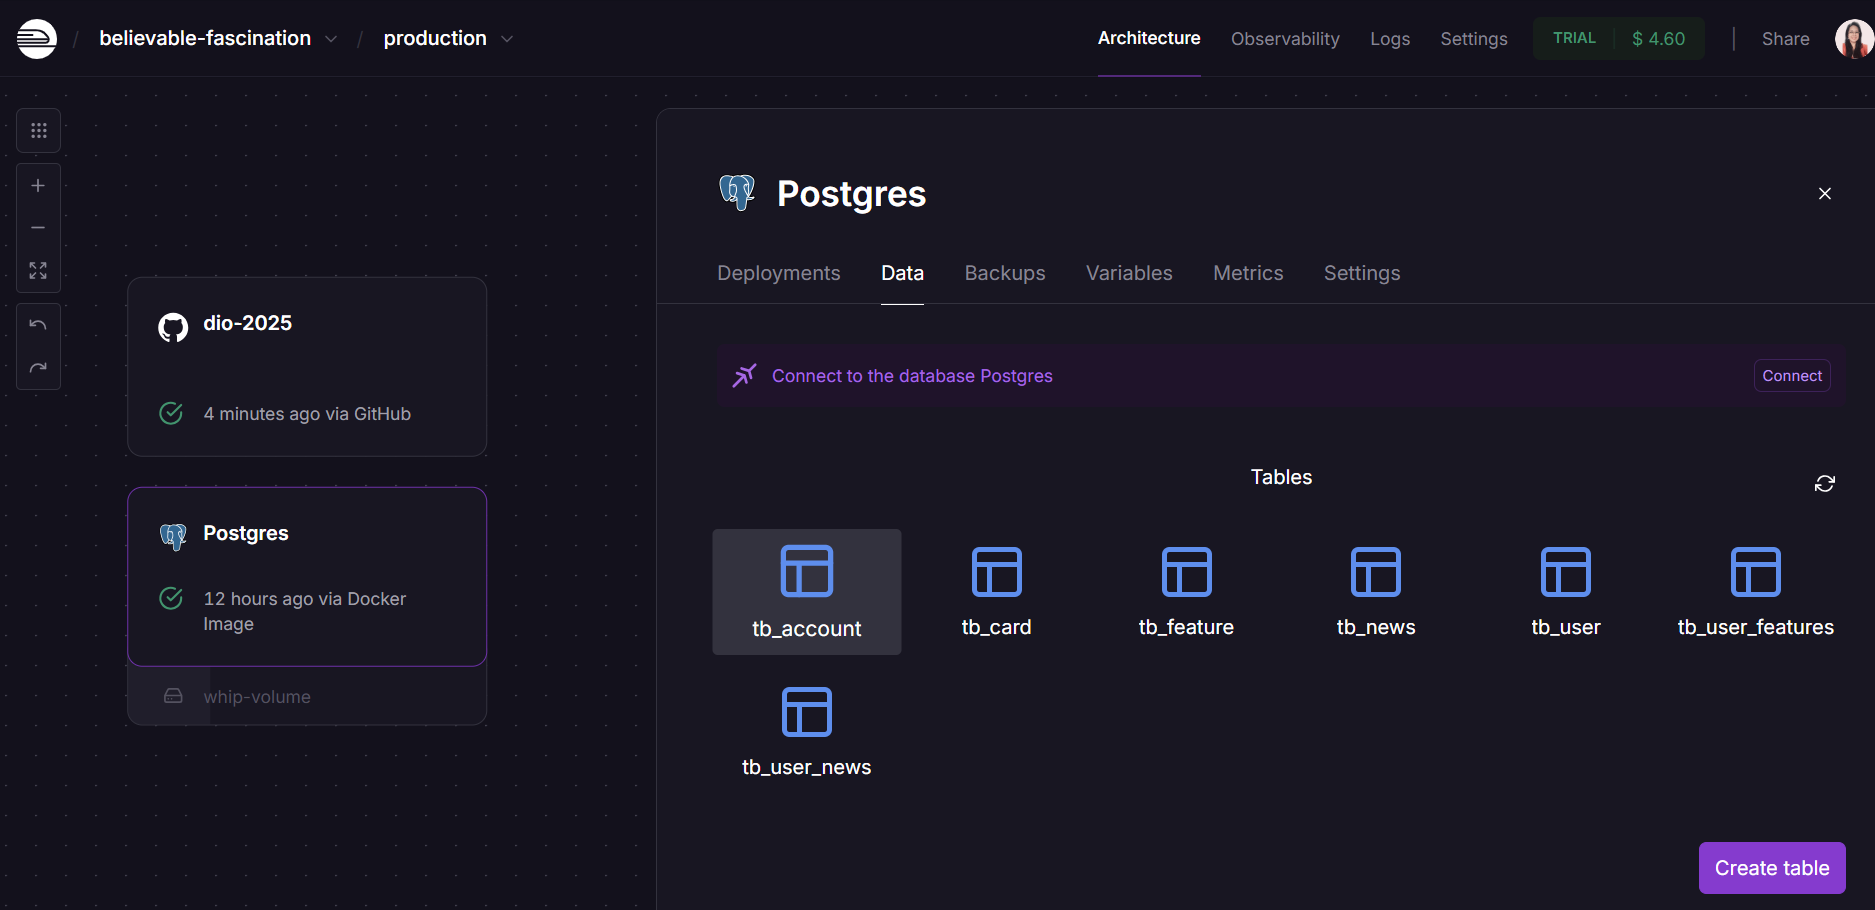 / believable-fascination / production
Architecture Observability Logs Settings TRIAL $ 4.60 Share
dio-2025
4 minutes ago via GitHub
Postgres
12 hours ago via Docker
Image
whip-volume
Postgres
Deployments Data Backups Variables Metrics Settings
Connect to the database Postgres Connect
Tables
tb_account tb_card tb_feature tb_news tb_user tb_user_features
tb_user_news
Create table